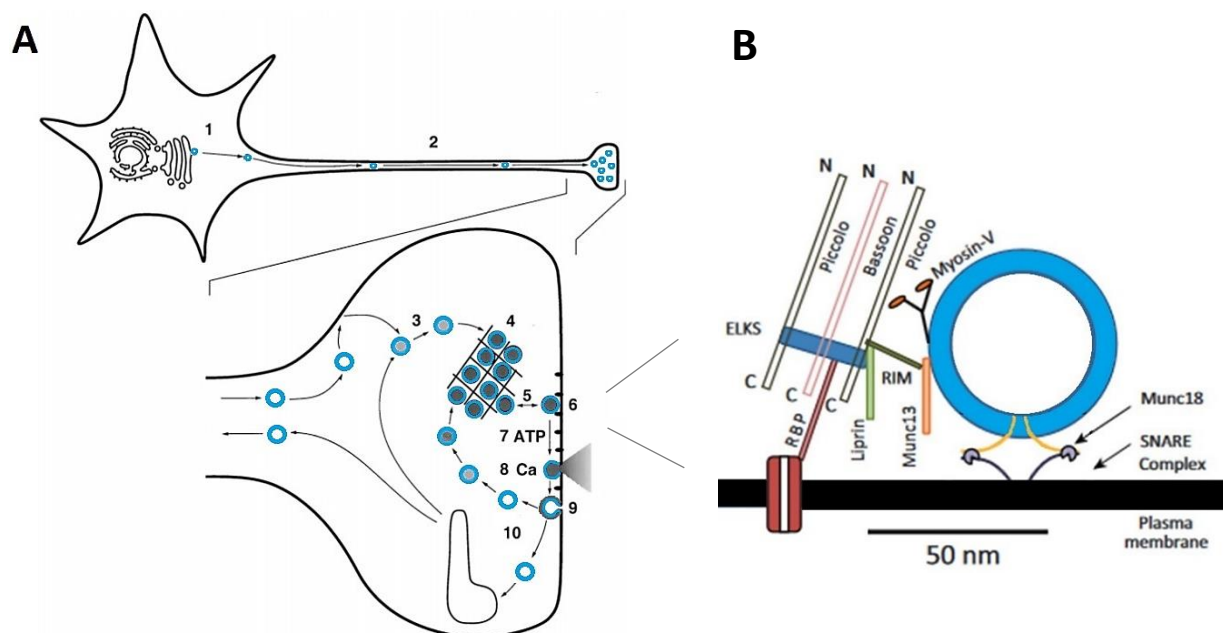 A
1
2
3
4
5
6
7 ATP
8 Ca
9
10
B
N
N
N
Piccolo
Bassoon
Piccolo
Myosin-V
ELKS
C
C
C
RBP
Liprin
RIM
Munc13
Munc18
SNARE
Complex
Plasma
membrane
50 nm